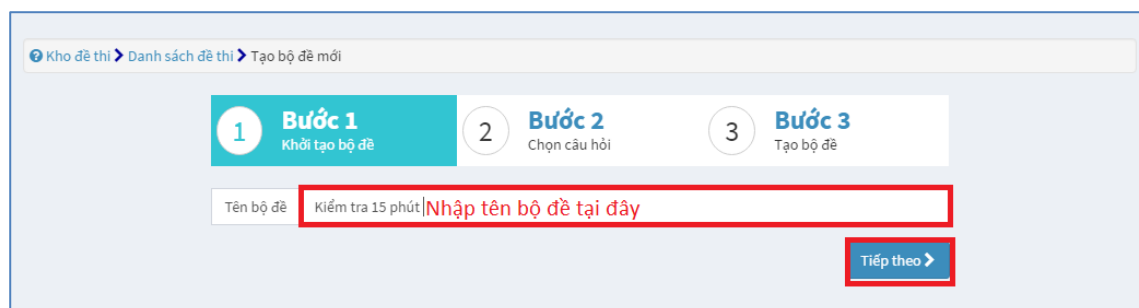 Kho đề thi > Danh sách đề thi > Tạo bộ đề mới
1 Bước 1
Khởi tạo bộ đề
2 Bước 2
Chọn câu hỏi
3 Bước 3
Tạo bộ đề
Tên bộ đề Kiểm tra 15 phút Nhập tên bộ đề tại đây
Tiếp theo >